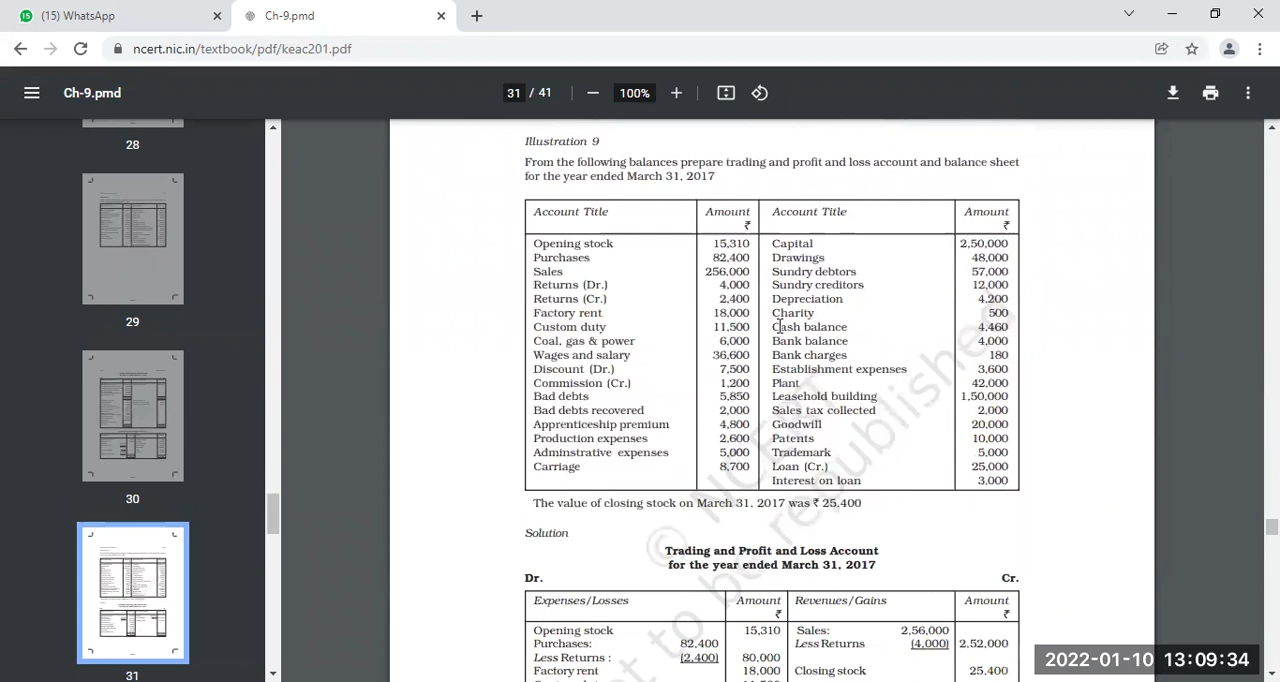 (15) WhatsApp
Ch-9.pmd
ncert.nic.in/textbook/pdf/keac201.pdf
Ch-9.pmd
31 / 41
100%
28
29
30
31
Illustration 9
From the following balances prepare trading and profit and loss account and balance sheet
for the year ended March 31, 2017
Account Title Amount ₹ Account Title Amount ₹
Opening stock 15,310 Capital 2,50,000
Purchases 82,400 Drawings 48,000
Sales 256,000 Sundry debtors 57,000
Returns (Dr.) 4,000 Sundry creditors 12,000
Returns (Cr.) 2,400 Depreciation 4,200
Factory rent 18,000 Charity 500
Custom duty 11,500 Cash balance 4,460
Coal, gas & power 6,000 Bank balance 4,000
Wages and salary 36,600 Bank charges 180
Discount (Dr.) 7,500 Establishment expenses 3,600
Commission (Cr.) 1,200 Plant 42,000
Bad debts 5,850 Leasehold building 1,50,000
Bad debts recovered 2,000 Sales tax collected 2,000
Apprenticeship premium 4,800 Goodwill 20,000
Production expenses 2,600 Patents 10,000
Adminstrative expenses 5,000 Trademark 5,000
Carriage 8,700 Loan (Cr.) 25,000
Interest on loan 3,000
The value of closing stock on March 31, 2017 was ₹ 25,400
Solution
Trading and Profit and Loss Account
for the year ended March 31, 2017
Dr. Cr.
Expenses/Losses Amount ₹ Revenues/Gains Amount ₹
Opening stock 15,310 Sales: 2,56,000
Purchases: 82,400 Less Returns (4,000) 2,52,000
Less Returns : (2,400) 80,000
Factory rent 18,000 Closing stock 25,400
© NCERT
not to be republished
2022-01-10 13:09:34